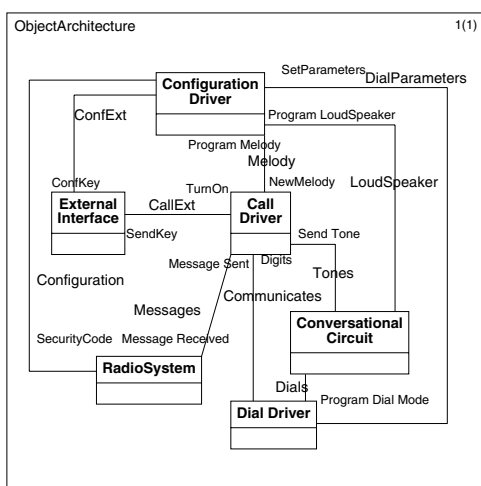 ObjectArchitecture
1(1)
SetParameters
DialParameters
Configuration
Driver
ConfExt
Program LoudSpeaker
Program Melody
Melody
ConfKey
TurnOn
NewMelody
LoudSpeaker
External
Interface
CallExt
Call
Driver
SendKey
Send Tone
Message Sent
Digits
Tones
Configuration
Communicates
Messages
Conversational
Circuit
SecurityCode
Message Received
RadioSystem
Dials
Program Dial Mode
Dial Driver